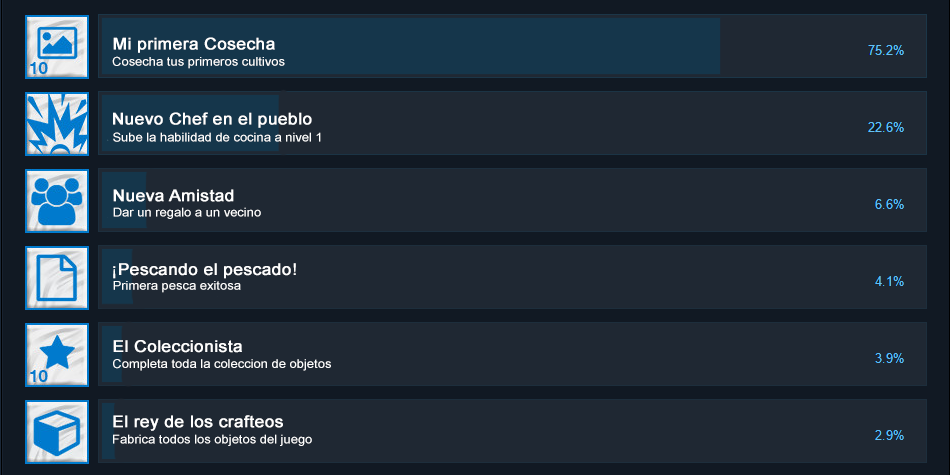 10
Mi primera Cosecha
Cosecha tus primeros cultivos
75.2%
Nuevo Chef en el pueblo
Sube la habilidad de cocina a nivel 1
22.6%
Nueva Amistad
Dar un regalo a un vecino
6.6%
¡Pescando el pescado!
Primera pesca exitosa
4.1%
10
El Coleccionista
Completa toda la coleccion de objetos
3.9%
El rey de los crafteos
Fabrica todos los objetos del juego
2.9%